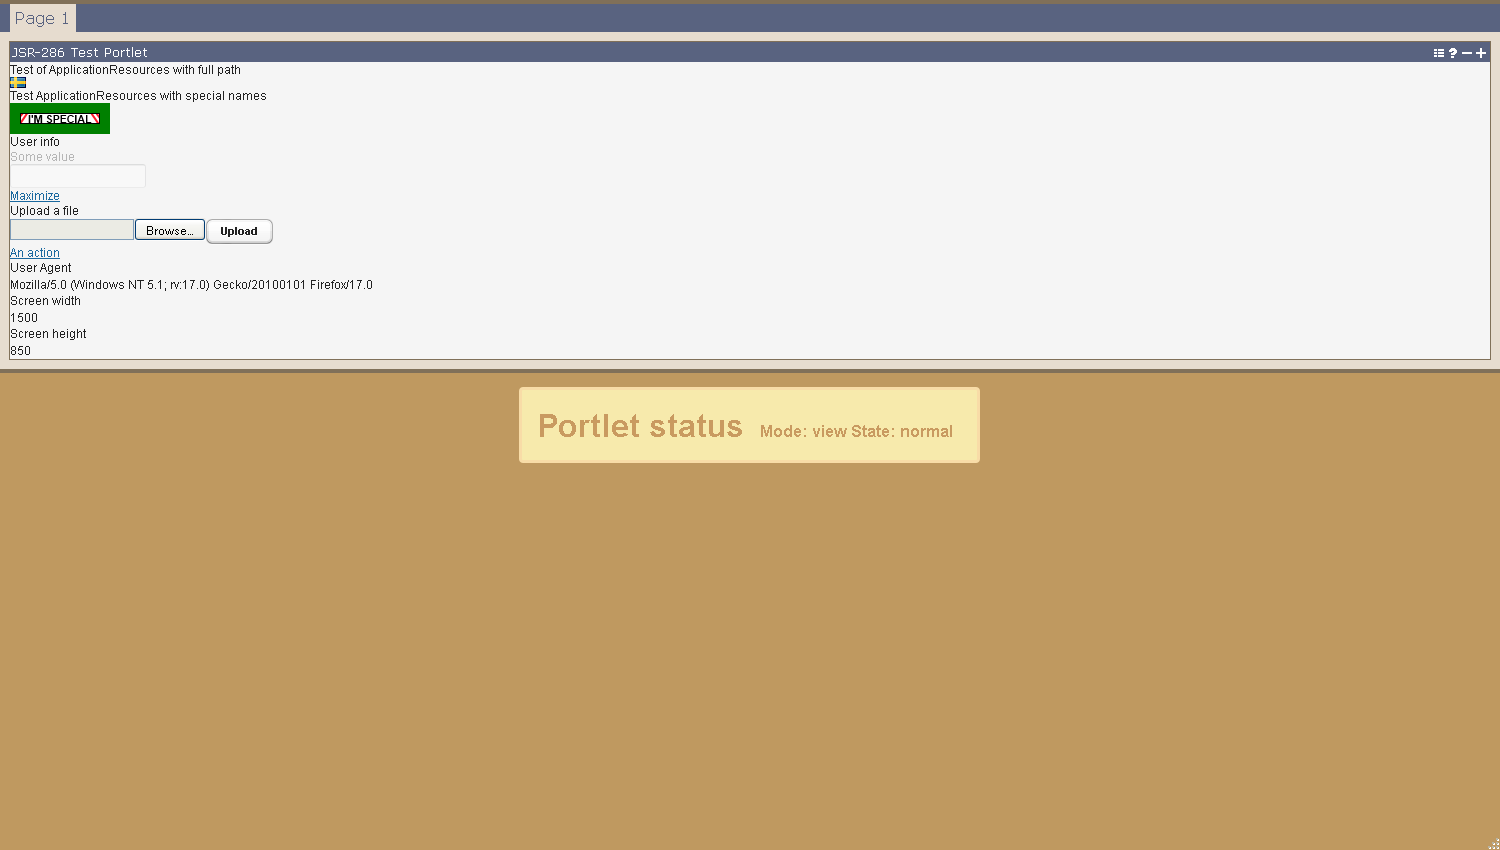 Page 1
JSR-286 Test Portlet
Test of ApplicationResources with full path
Test ApplicationResources with special names
I'M SPECIAL
User info
Some value
Maximize
Upload a file
Browse... Upload
An action
User Agent
Mozilla/5.0 (Windows NT 5.1; rv:17.0) Gecko/20100101 Firefox/17.0
Screen width
1500
Screen height
850
Portlet status Mode: view State: normal